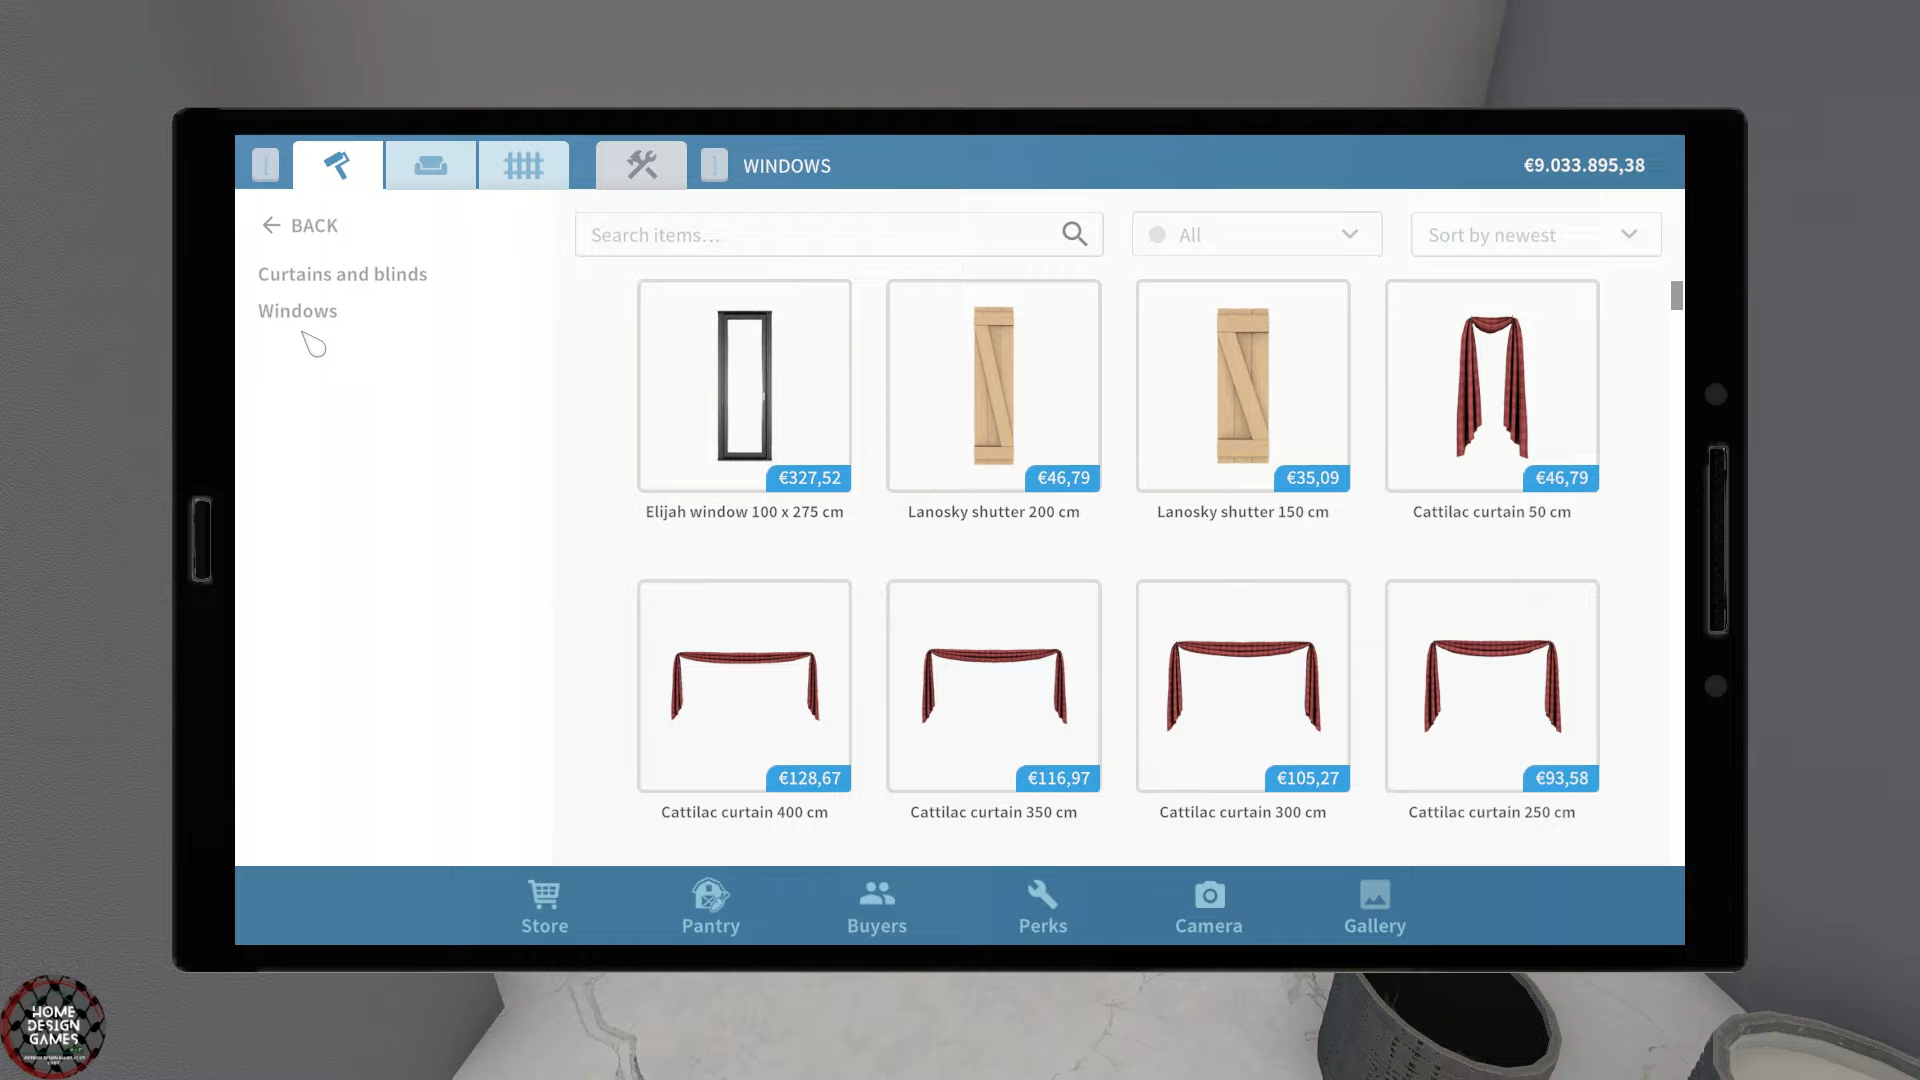 WINDOWS
€9.033.895,38
BACK
Search items...
All
Sort by newest
Curtains and blinds
Windows
€327,52
€46,79
€35,09
€46,79
Elijah window 100 x 275 cm
Lanosky shutter 200 cm
Lanosky shutter 150 cm
Cattilac curtain 50 cm
€128,67
€116,97
€105,27
€93,58
Cattilac curtain 400 cm
Cattilac curtain 350 cm
Cattilac curtain 300 cm
Cattilac curtain 250 cm
Store
Pantry
Buyers
Perks
Camera
Gallery
HOME
DESIGN
GAMES